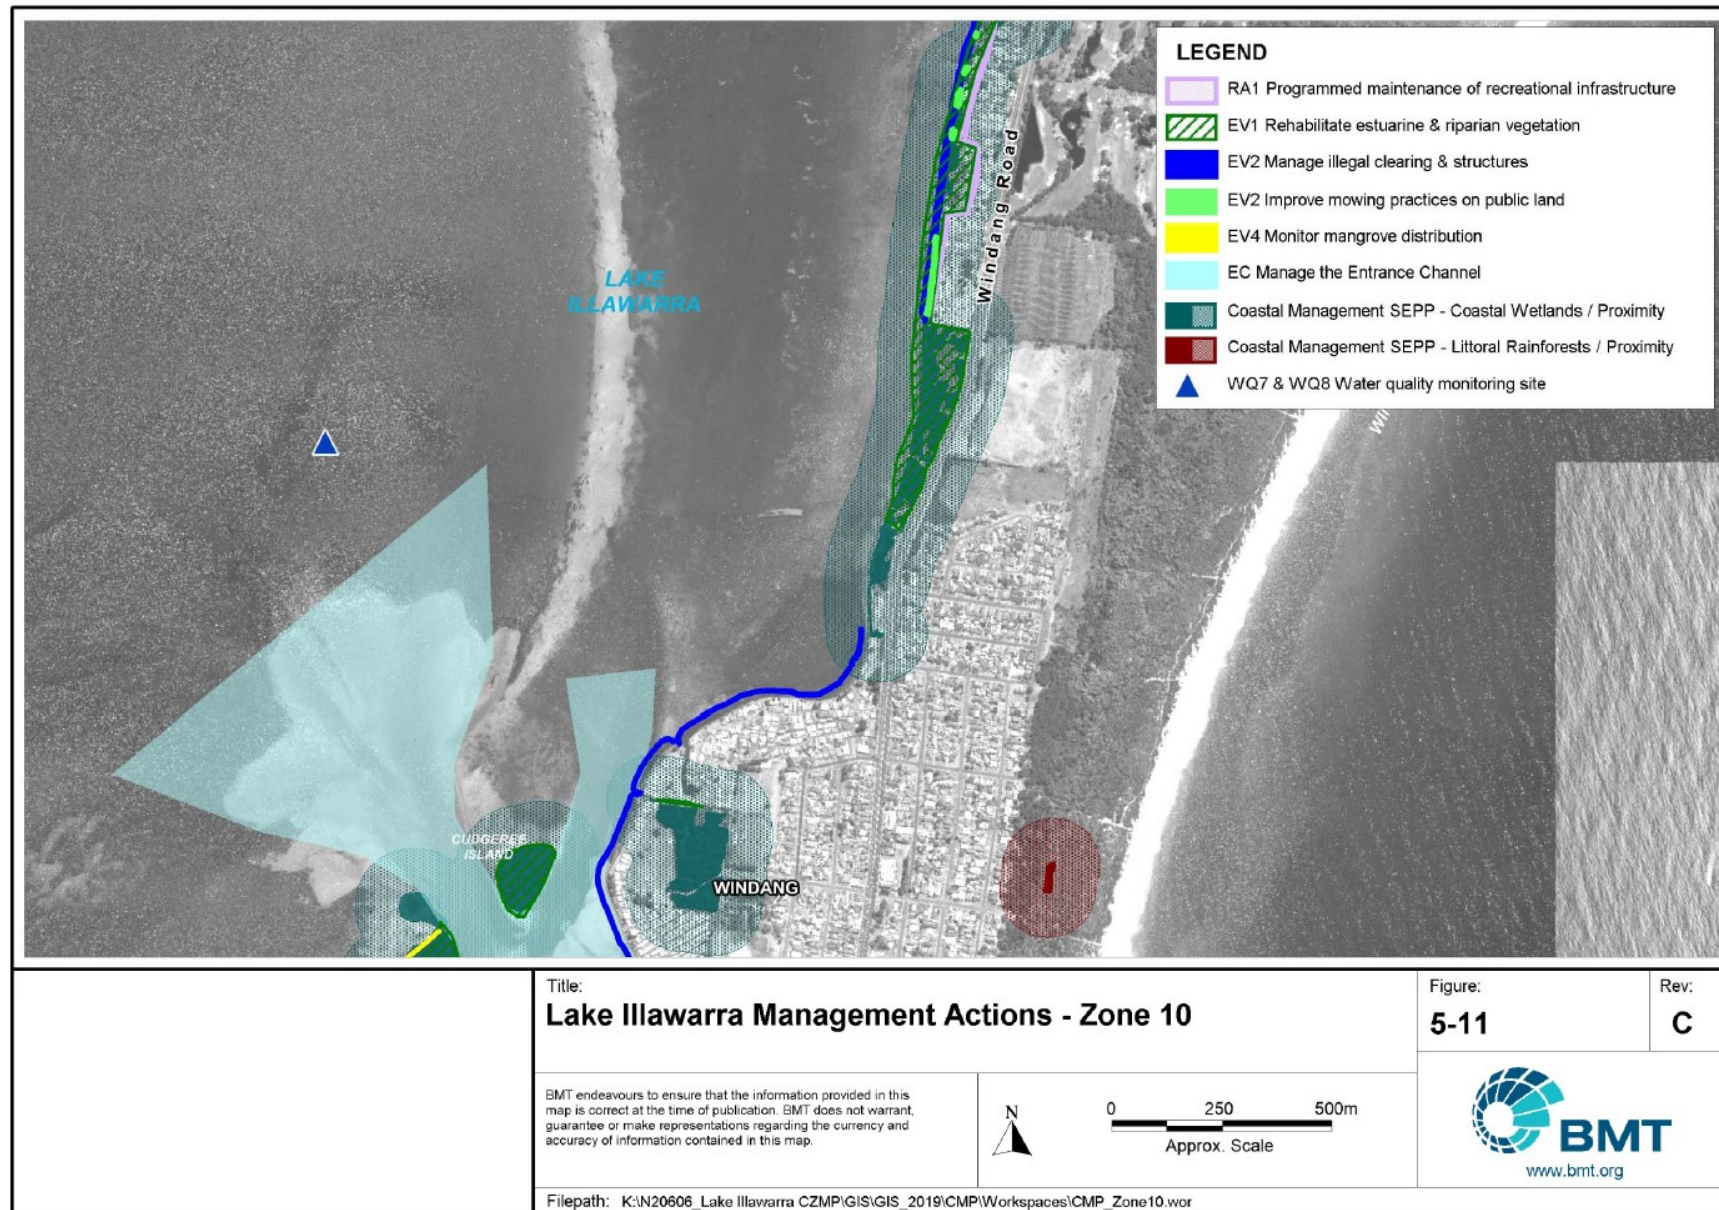 LEGEND
RA1 Programmed maintenance of recreational infrastructure
EV1 Rehabilitate estuarine & riparian vegetation
EV2 Manage illegal clearing & structures
EV2 Improve mowing practices on public land
EV4 Monitor mangrove distribution
EC Manage the Entrance Channel
Coastal Management SEPP - Coastal Wetlands / Proximity
Coastal Management SEPP - Littoral Rainforests / Proximity
WQ7 & WQ8 Water quality monitoring site
Windang Road
LAKE
ILLAWARRA
CUDGEREE
ISLAND
WINDANG
Title:
Lake Illawarra Management Actions - Zone 10
Figure:
5-11
Rev:
C
BMT endeavours to ensure that the information provided in this
map is correct at the time of publication. BMT does not warrant,
guarantee or make representations regarding the currency and
accuracy of information contained in this map.
N
0 250 500m
Approx. Scale
BMT
www.bmt.org
Filepath: K:\N20606_Lake Illawarra CZMP\GIS\GIS_2019\CMP\Workspaces\CMP_Zone10.wor